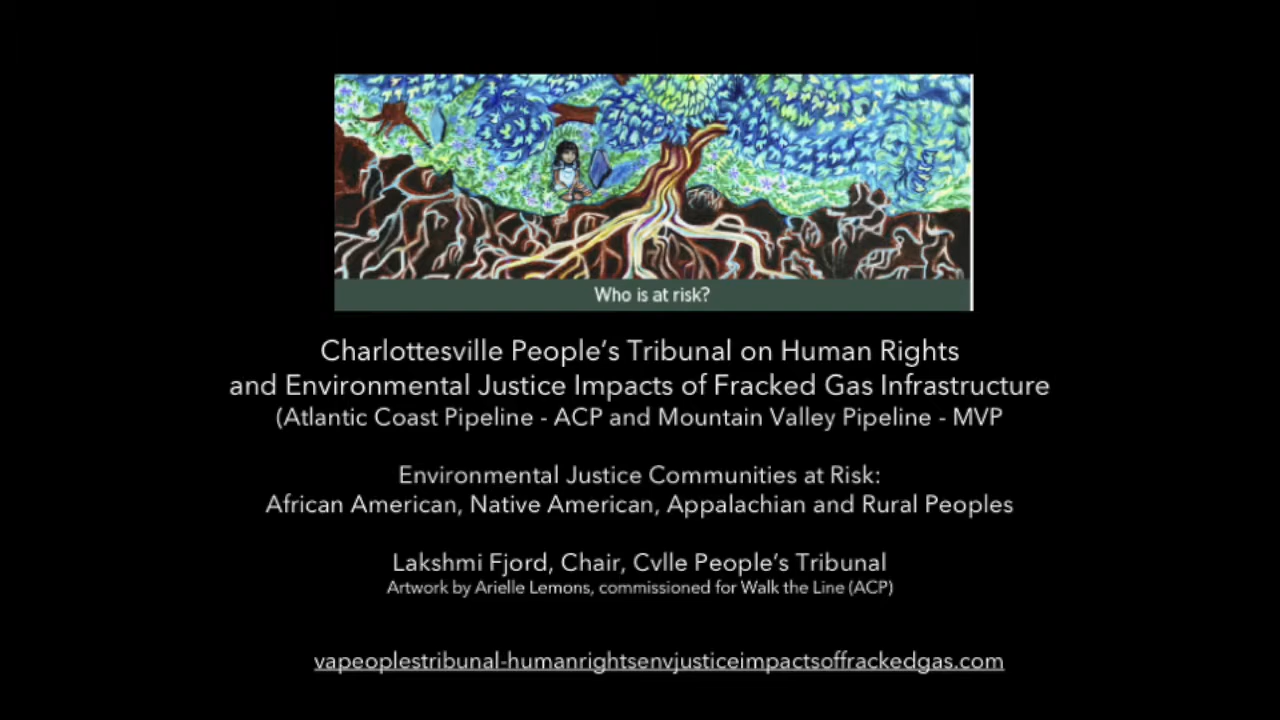 Who is at risk?
Charlottesville People's Tribunal on Human Rights
and Environmental Justice Impacts of Fracked Gas Infrastructure
(Atlantic Coast Pipeline - ACP and Mountain Valley Pipeline - MVP
Environmental Justice Communities at Risk:
African American, Native American, Appalachian and Rural Peoples
Lakshmi Fjord, Chair, Cvlle People's Tribunal
Artwork by Arielle Lemons, commissioned for Walk the Line (ACP)
vapeoplestribunal-humanrightsenvjusticeimpactsoffrackedgas.com